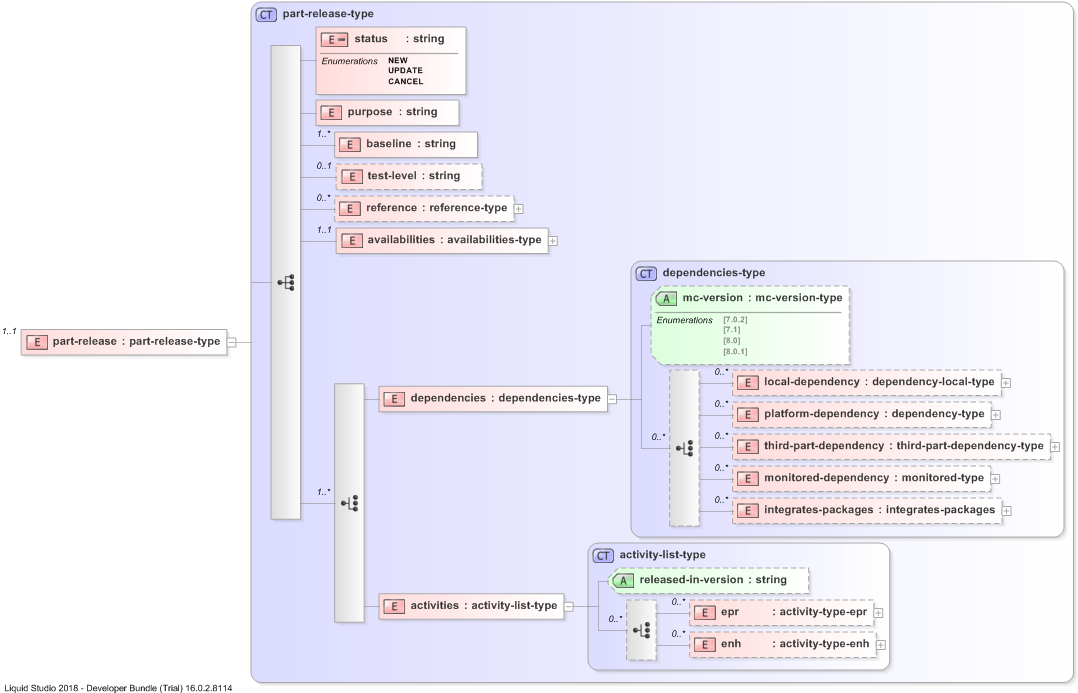 CT part-release-type
E status : string
Enumerations NEW
UPDATE
CANCEL
E purpose : string
1..*
E baseline : string
0..1
E test-level : string
0..*
E reference : reference-type
1..1
E availabilities : availabilities-type
CT dependencies-type
A mc-version : mc-version-type
Enumerations [7.0.2]
[7.1]
[8.0]
[8.0.1]
1..1
E part-release : part-release-type
0..*
E local-dependency : dependency-local-type
E dependencies : dependencies-type
0..*
E platform-dependency : dependency-type
0..*
0..*
E third-part-dependency : third-part-dependency-type
0..*
E monitored-dependency : monitored-type
1..*
0..*
E integrates-packages : integrates-packages
CT activity-list-type
A released-in-version : string
E activities : activity-list-type
0..*
0..*
E epr : activity-type-epr
0..*
E enh : activity-type-enh
Liquid Studio 2018 - Developer Bundle (Trial) 16.0.2.8114